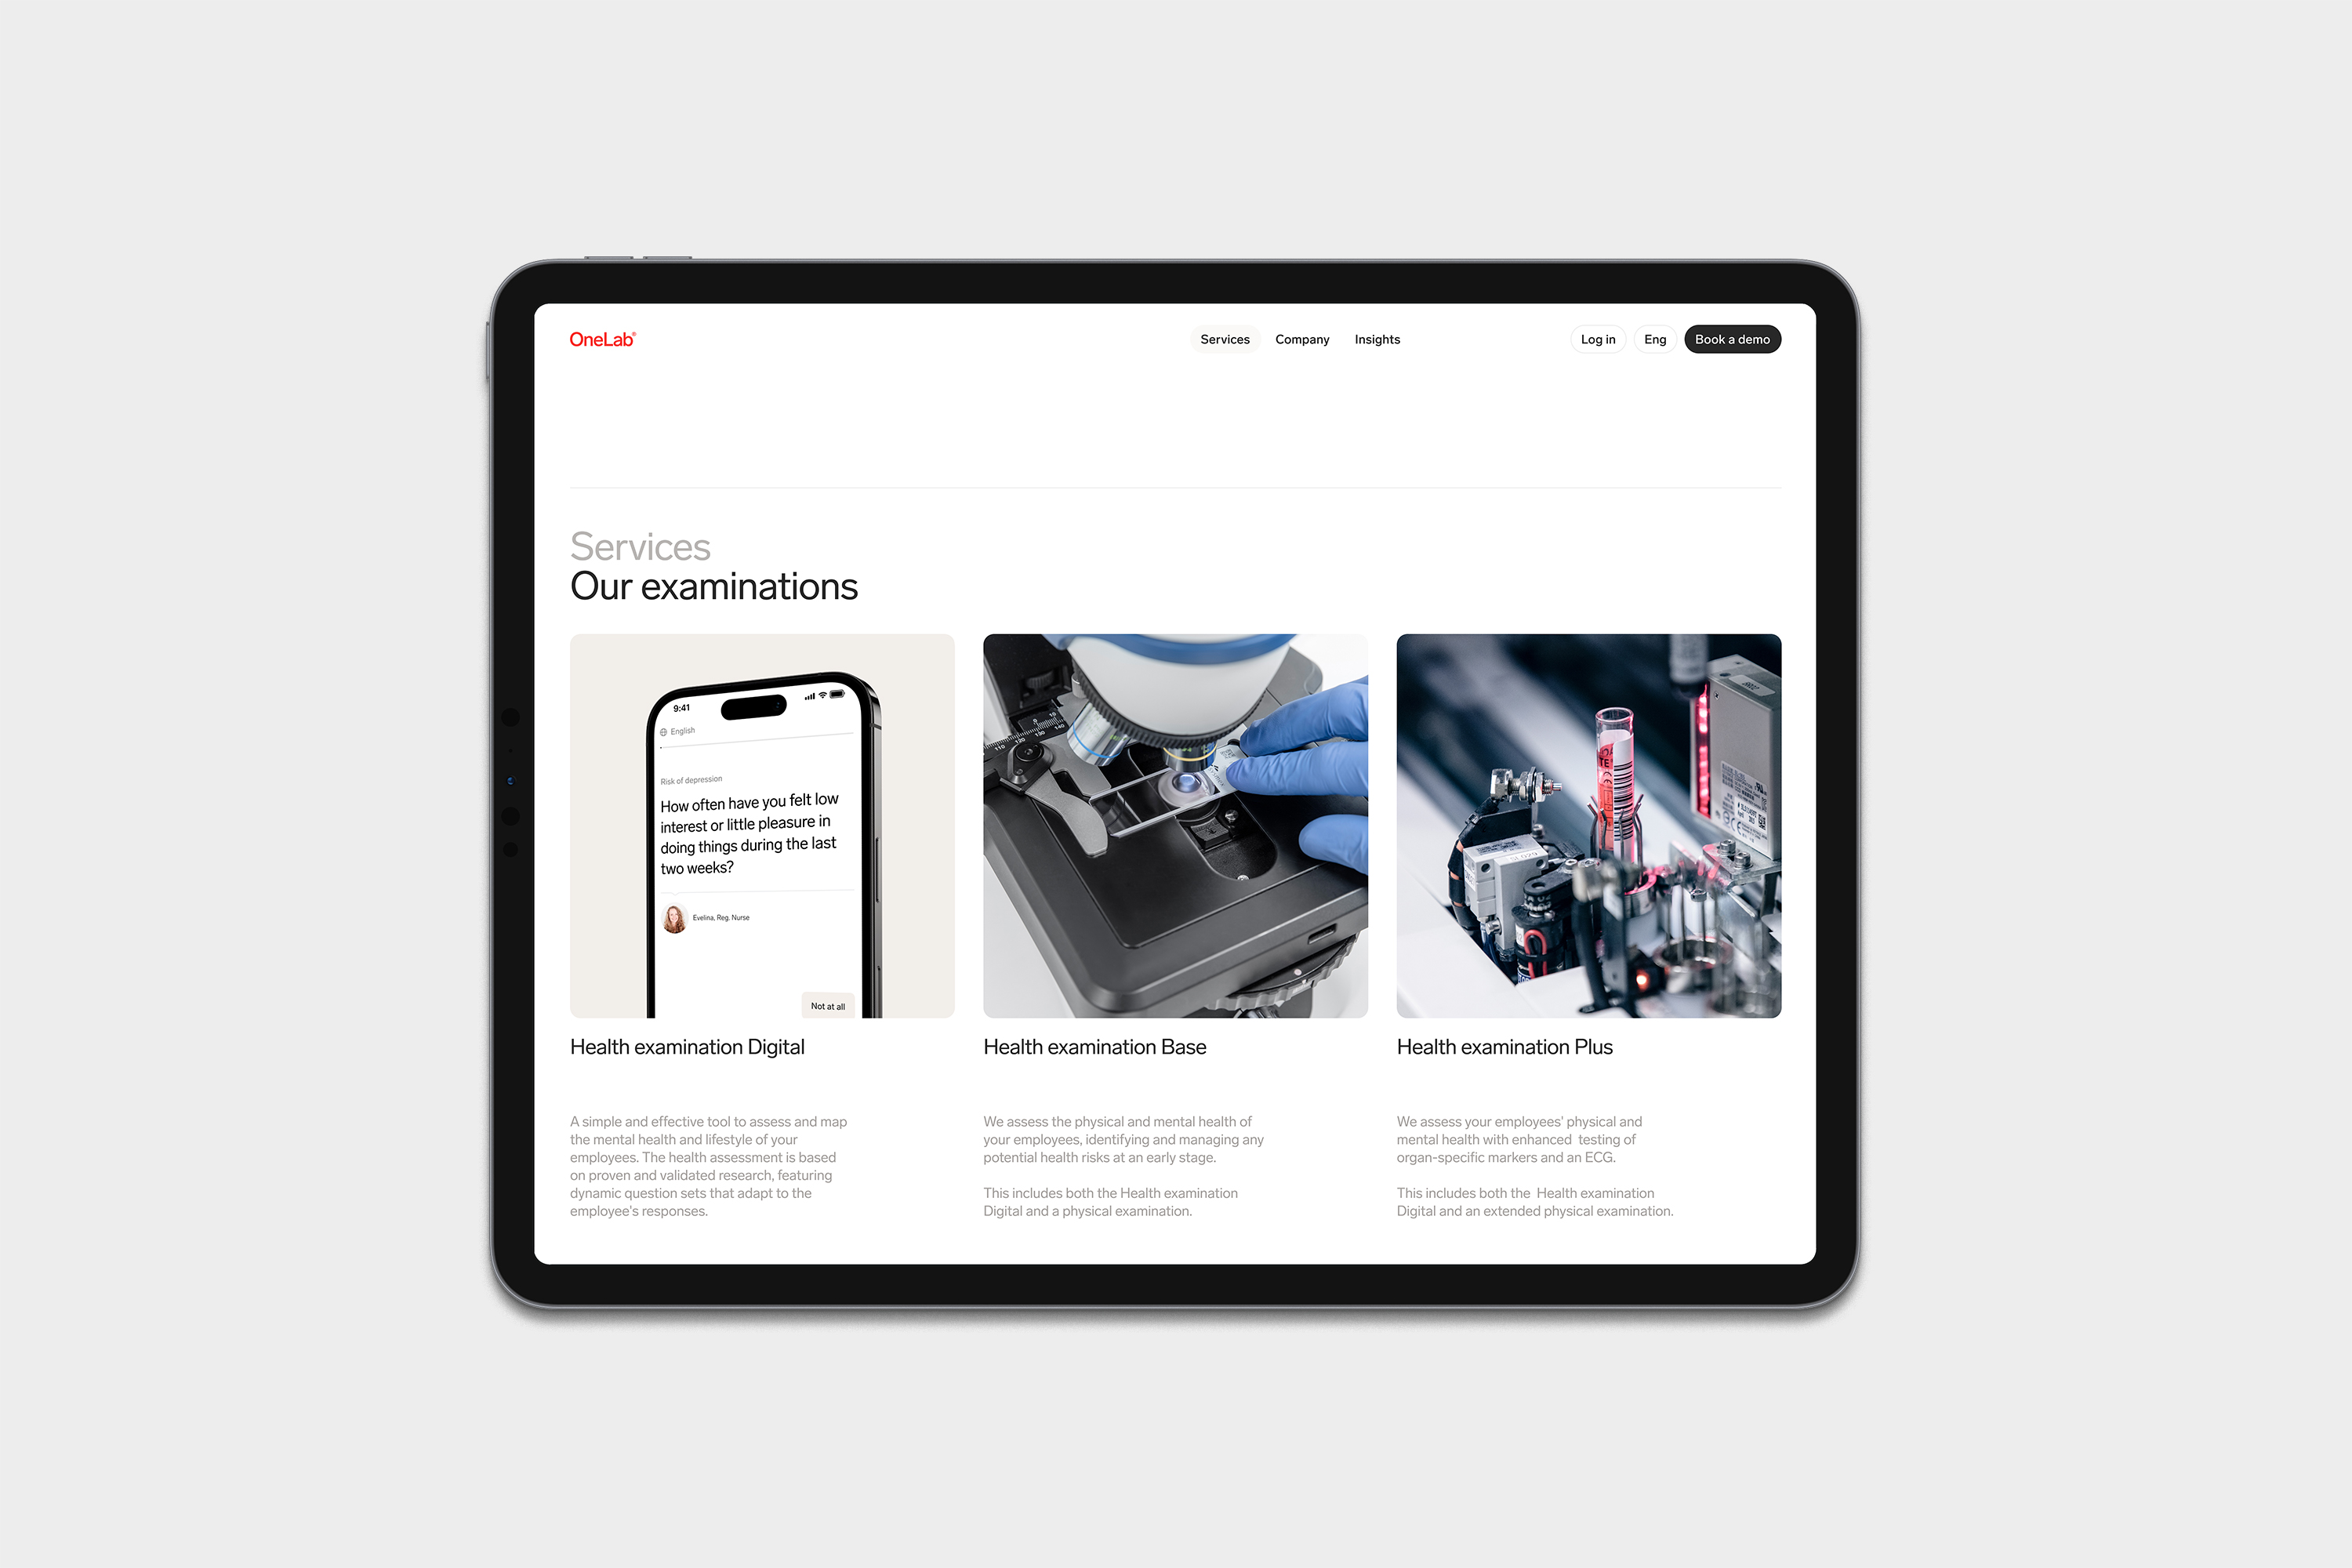 OneLab®
Services Company Insights
Log in Eng Book a demo
Services
Our examinations
9:41
English
Risk of depression
How often have you felt low
interest or little pleasure in
doing things during the last
two weeks?
Evelina, Reg. Nurse
Not at all
Health examination Digital
A simple and effective tool to assess and map
the mental health and lifestyle of your
employees. The health assessment is based
on proven and validated research, featuring
dynamic question sets that adapt to the
employee's responses.
Health examination Base
We assess the physical and mental health of
your employees, identifying and managing any
potential health risks at an early stage.
This includes both the Health examination
Digital and a physical examination.
Health examination Plus
We assess your employees' physical and
mental health with enhanced  testing of
organ-specific markers and an ECG.
This includes both the  Health examination
Digital and an extended physical examination.